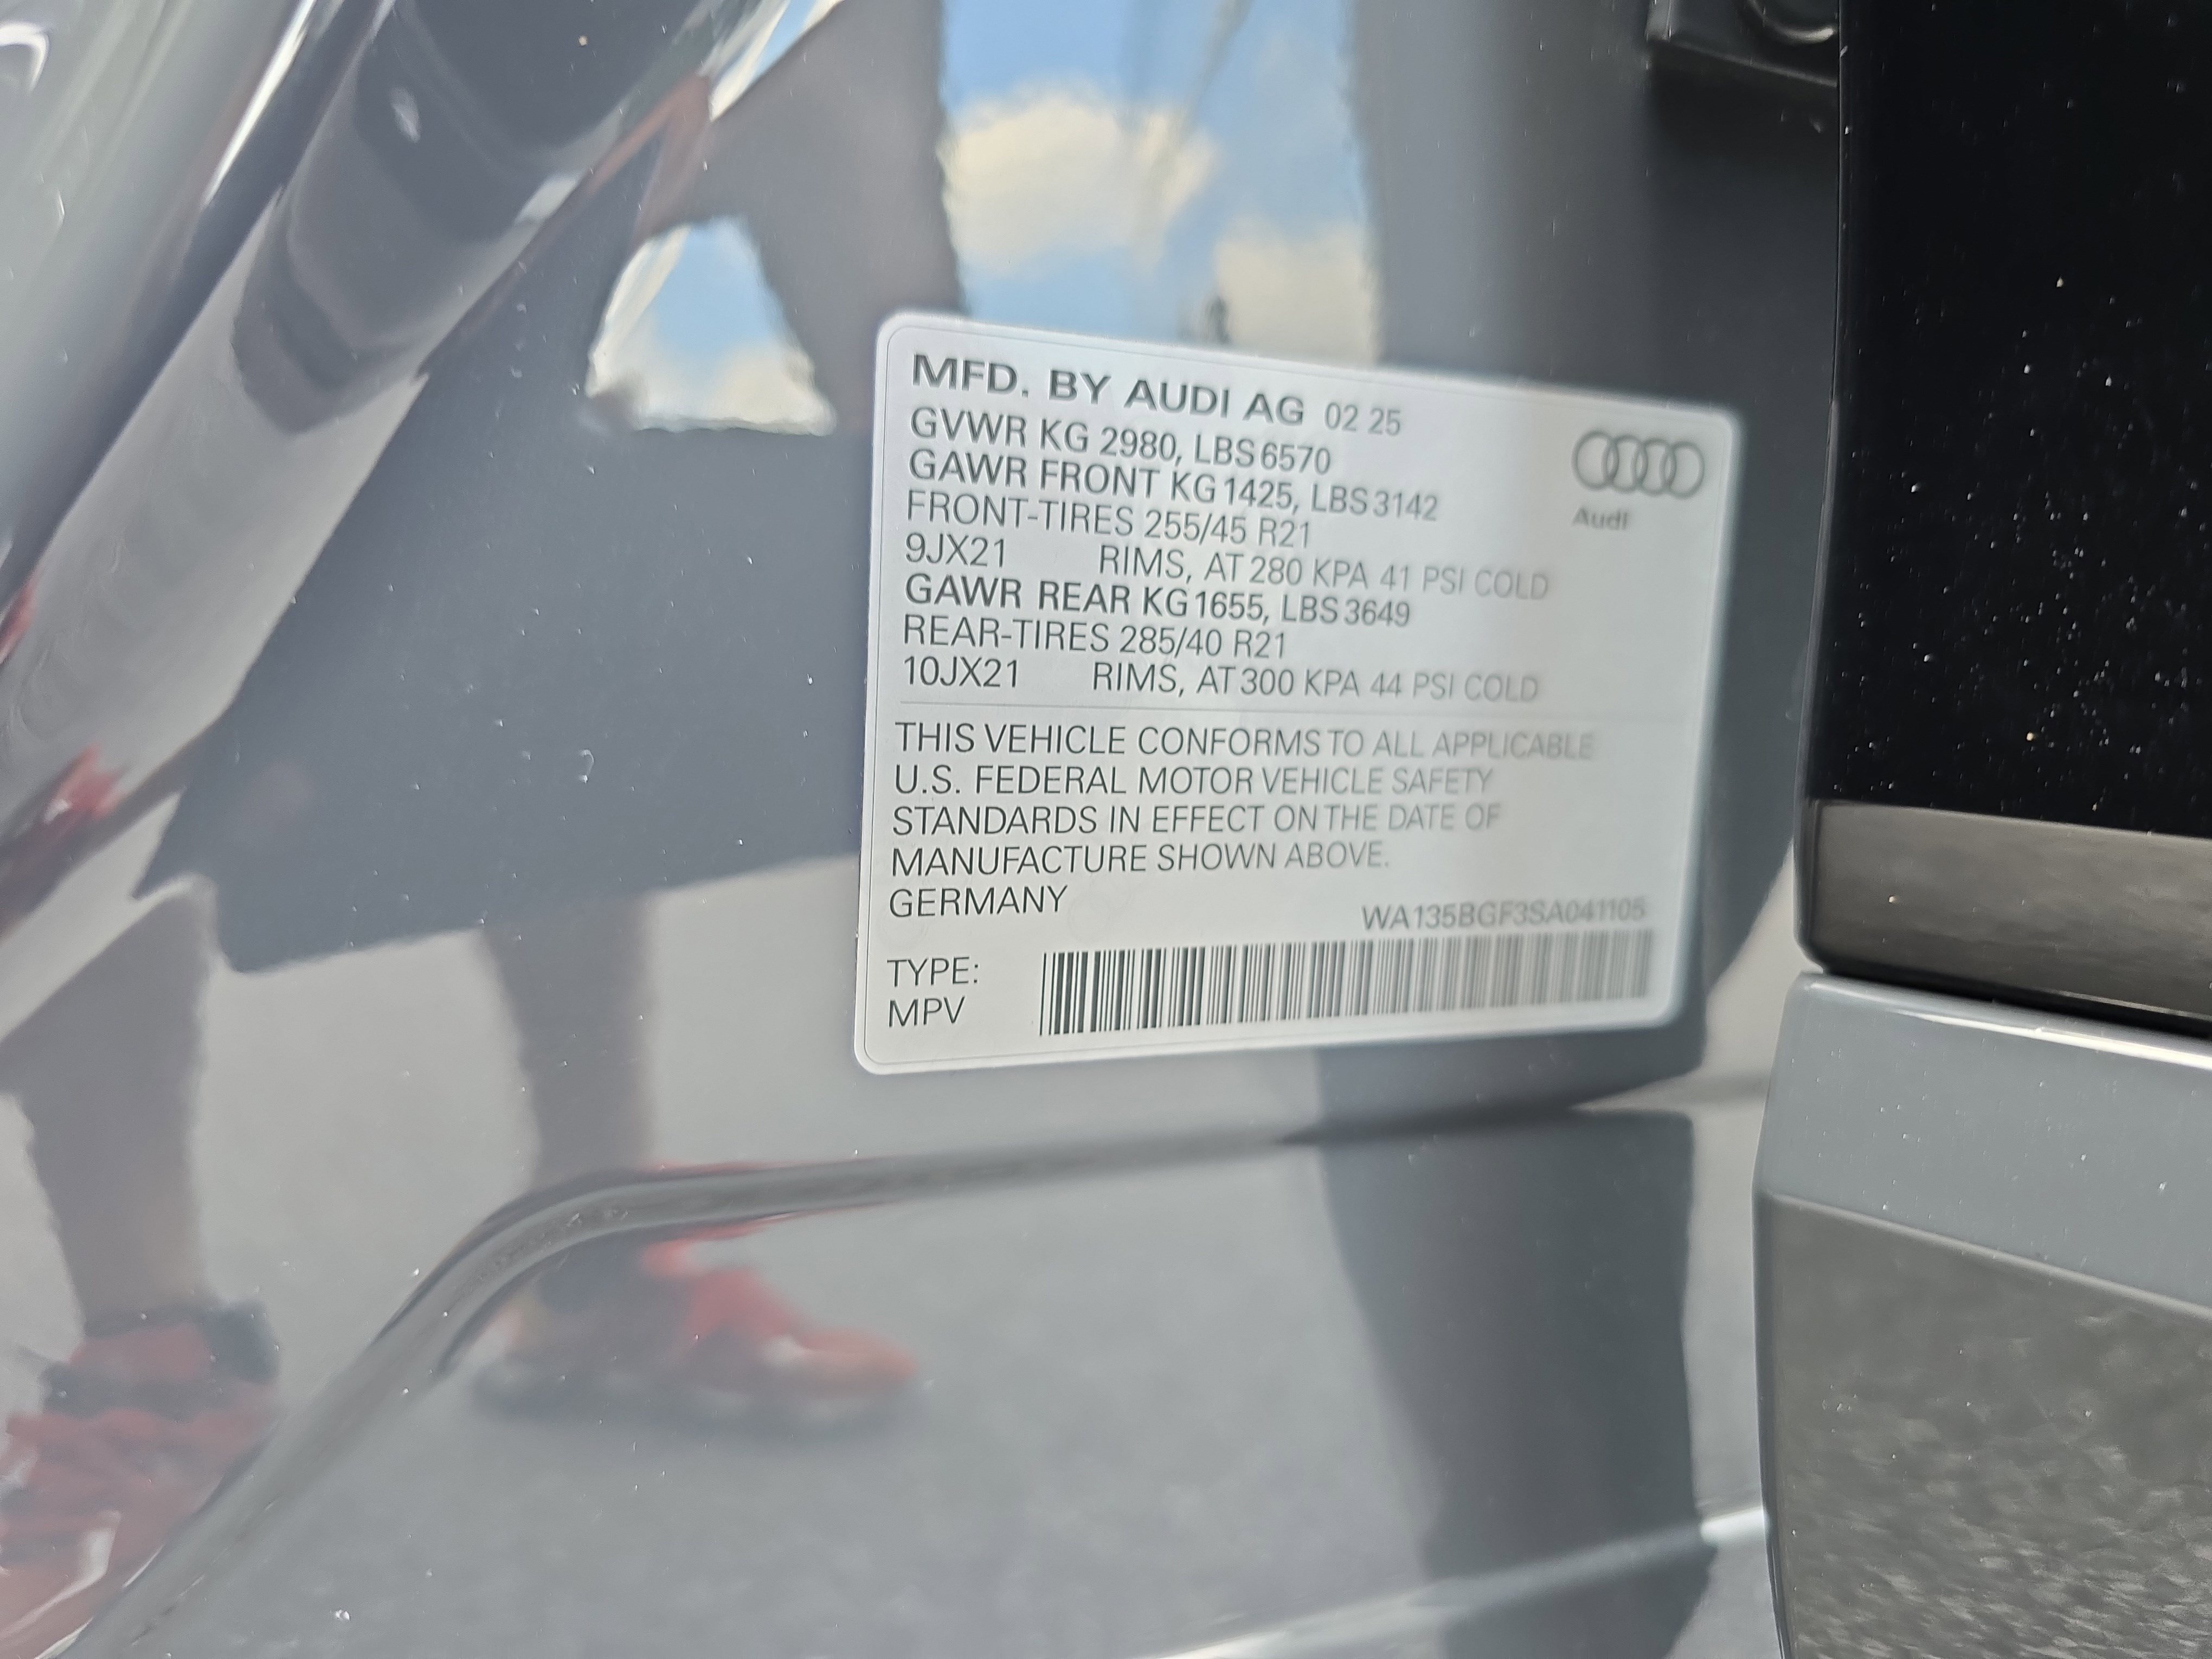 MFD. BY AUDI AG 02 25
GVWR KG 2980, LBS 6570
GAWR FRONT KG 1425, LBS 3142
FRONT-TIRES 255/45 R21
9JX21 RIMS, AT 280 KPA 41 PSI COLD
GAWR REAR KG 1655, LBS 3649
REAR-TIRES 285/40 R21
10JX21 RIMS, AT 300 KPA 44 PSI COLD
Audi
THIS VEHICLE CONFORMS TO ALL APPLICABLE
U.S. FEDERAL MOTOR VEHICLE SAFETY
STANDARDS IN EFFECT ON THE DATE OF
MANUFACTURE SHOWN ABOVE.
GERMANY
WA135BGF3SA041105
TYPE:
MPV